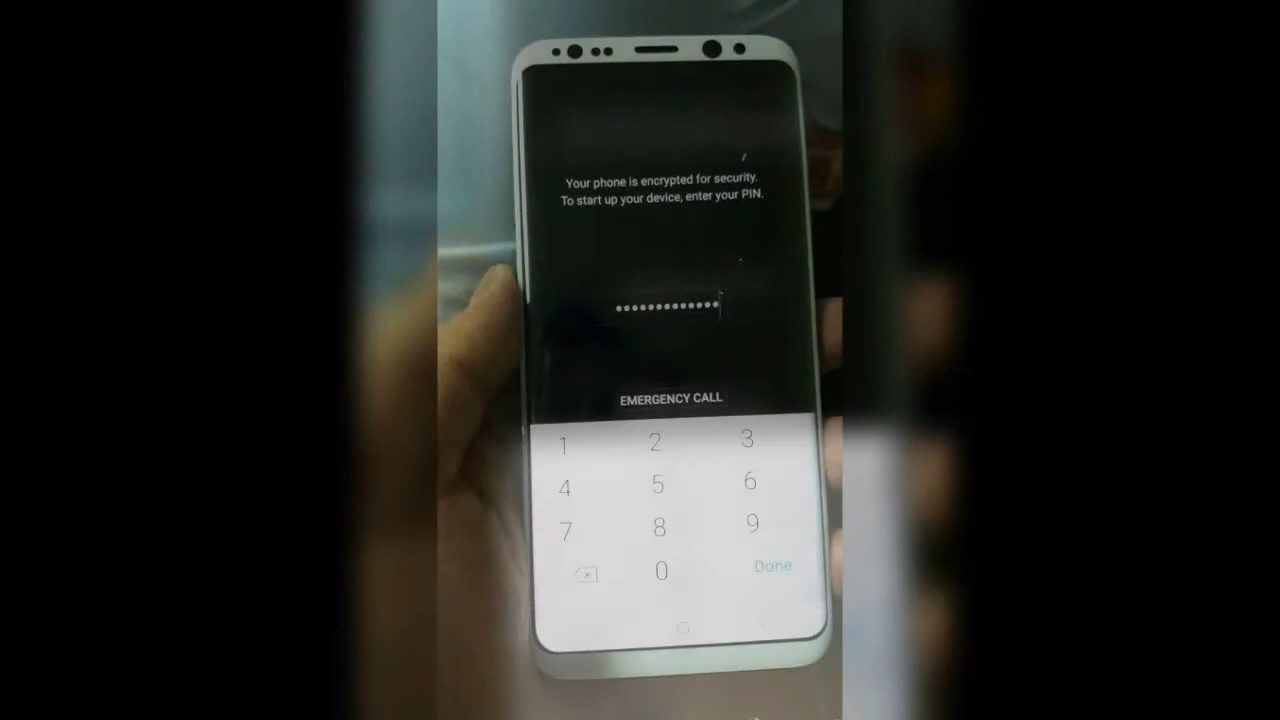 Your phone is encrypted for security.
To start up your device, enter your PIN.
•••••••••••••
EMERGENCY CALL
1 2 3
4 5 6
7 8 9
0 Done